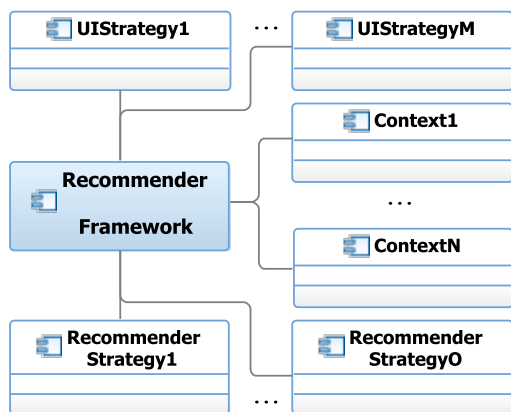 UIStrategy1
...
UIStrategyM
Context1
Recommender
Framework
...
ContextN
Recommender
Strategy1
Recommender
StrategyO
...